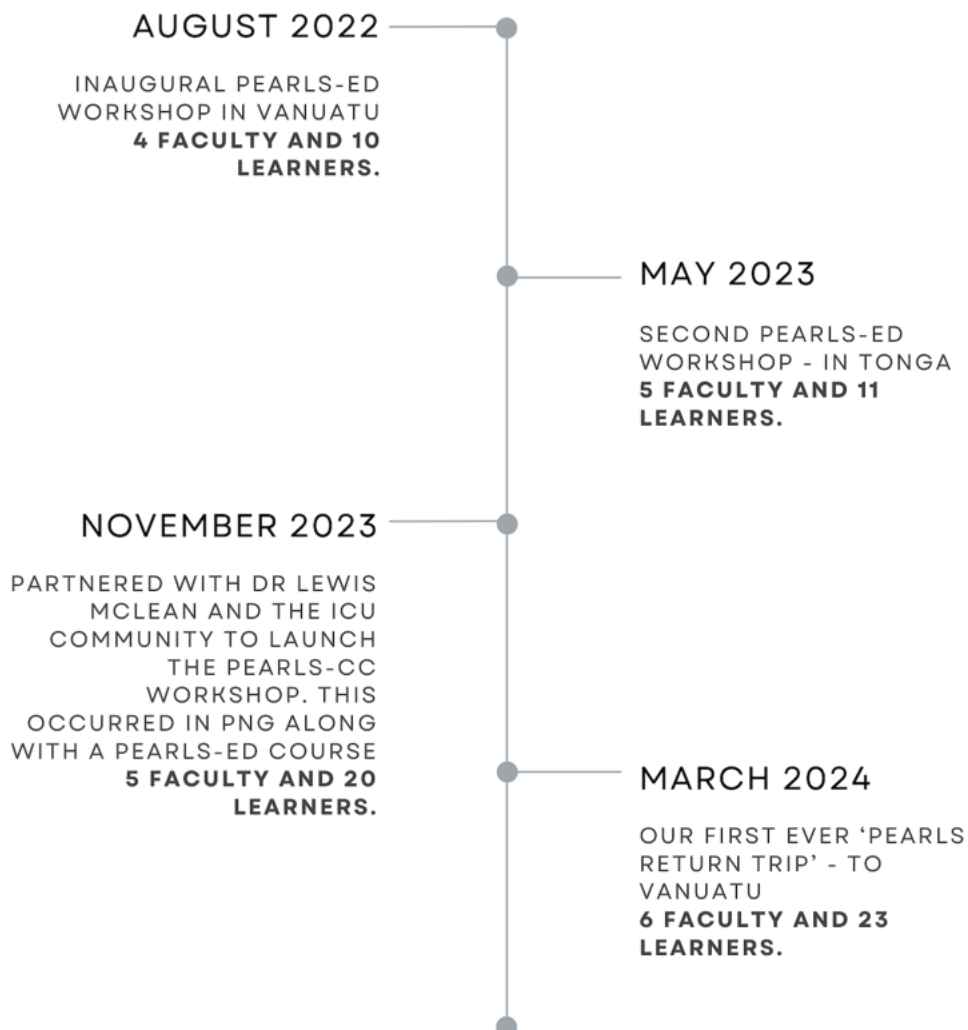 AUGUST 2022
INAUGURAL PEARLS-ED
WORKSHOP IN VANUATU
4 FACULTY AND 10
LEARNERS.
MAY 2023
SECOND PEARLS-ED
WORKSHOP - IN TONGA
5 FACULTY AND 11
LEARNERS.
NOVEMBER 2023
PARTNERED WITH DR LEWIS
MCLEAN AND THE ICU
COMMUNITY TO LAUNCH
THE PEARLS-CC
WORKSHOP. THIS
OCCURRED IN PNG ALONG
WITH A PEARLS-ED COURSE
5 FACULTY AND 20
LEARNERS.
MARCH 2024
OUR FIRST EVER ‘PEARLS
RETURN TRIP’ - TO
VANUATU
6 FACULTY AND 23
LEARNERS.